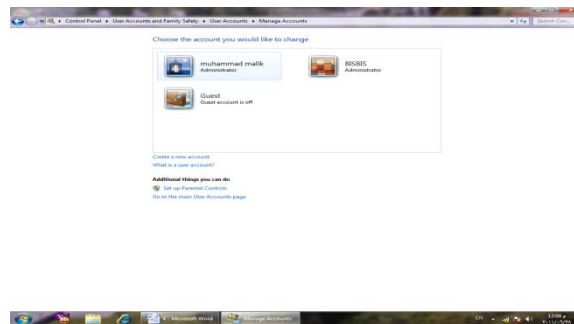 Control Panel ▸ User Accounts and Family Safety ▸ User Accounts ▸ Manage Accounts
Search Con...
Choose the account you would like to change
muhammad malik
Administrator
BISBIS
Administrator
Guest
Guest account is off
Create a new account
What is a user account?
Additional things you can do
Set up Parental Controls
Go to the main User Accounts page
Microsoft Word
Manage Accounts
EN